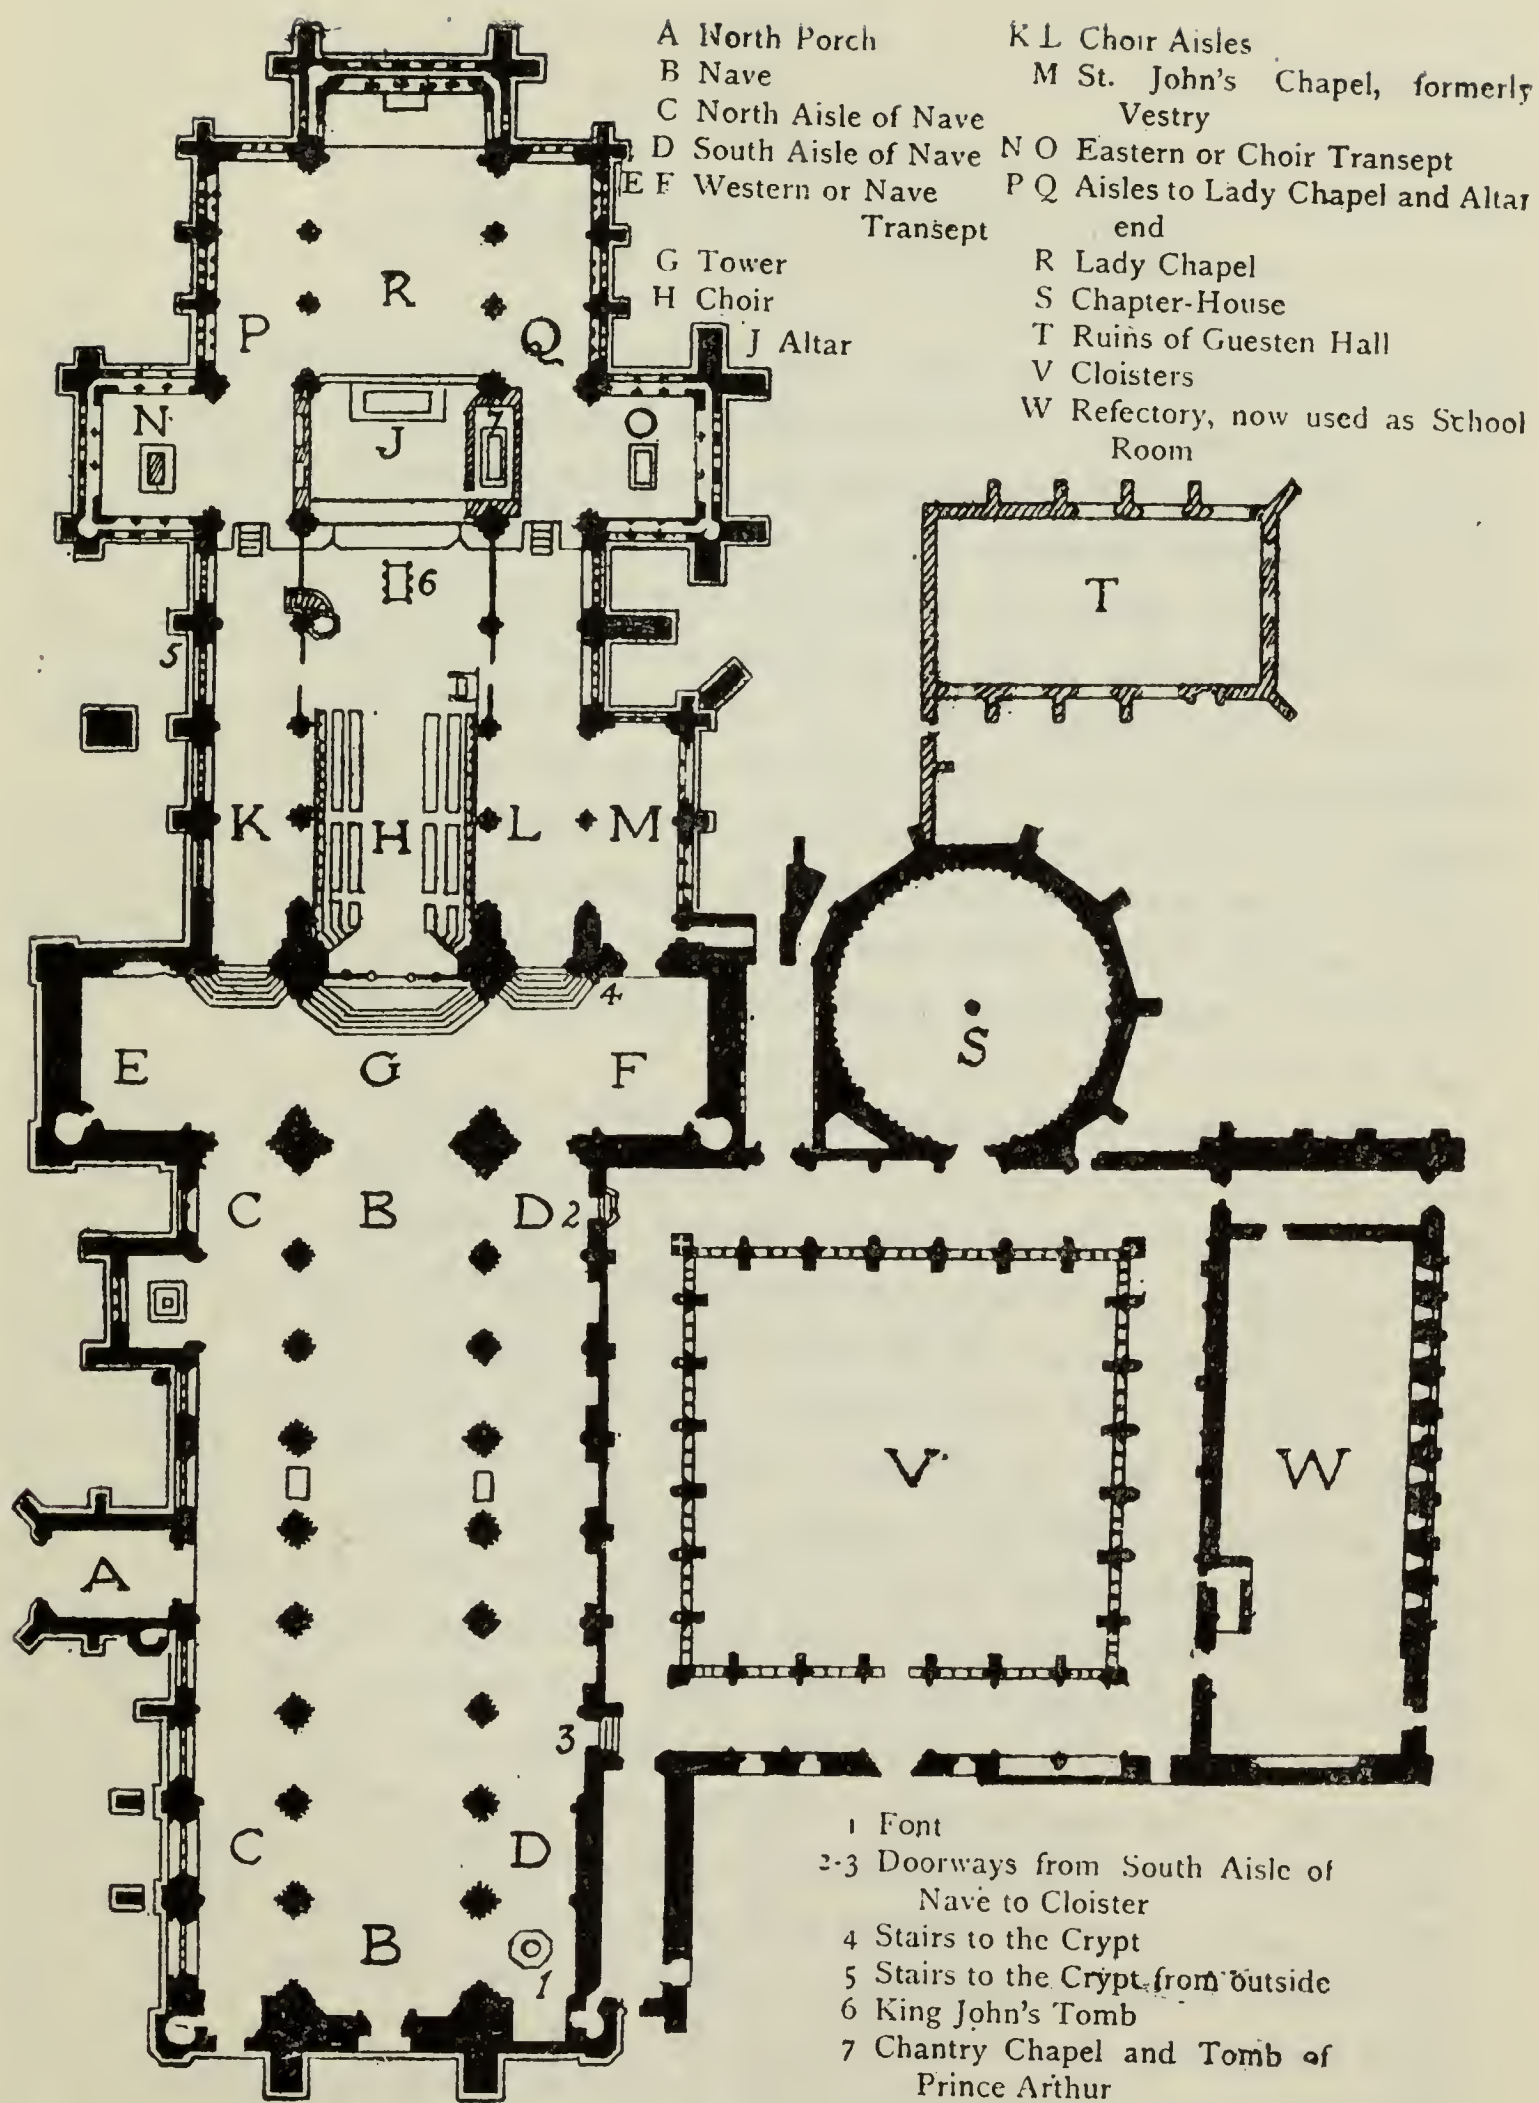 A North Porch
B Nave
C North Aisle of Nave
D South Aisle of Nave
E F Western or Nave
Transept
G Tower
H Choir
J Altar
K L Choir Aisles
M St. John's Chapel, formerly
Vestry
N O Eastern or Choir Transept
P Q Aisles to Lady Chapel and Altar
end
R Lady Chapel
S Chapter-House
T Ruins of Guesten Hall
V Cloisters
W Refectory, now used as School
Room
R
P
Q
N
J
7
O
6
T
5
K
H
L
M
4
S
E
G
F
C
B
D
2
V
W
A
3
C
D
B
1
1 Font
2-3 Doorways from South Aisle of
Nave to Cloister
4 Stairs to the Crypt
5 Stairs to the Crypt from outside
6 King John's Tomb
7 Chantry Chapel and Tomb of
Prince Arthur